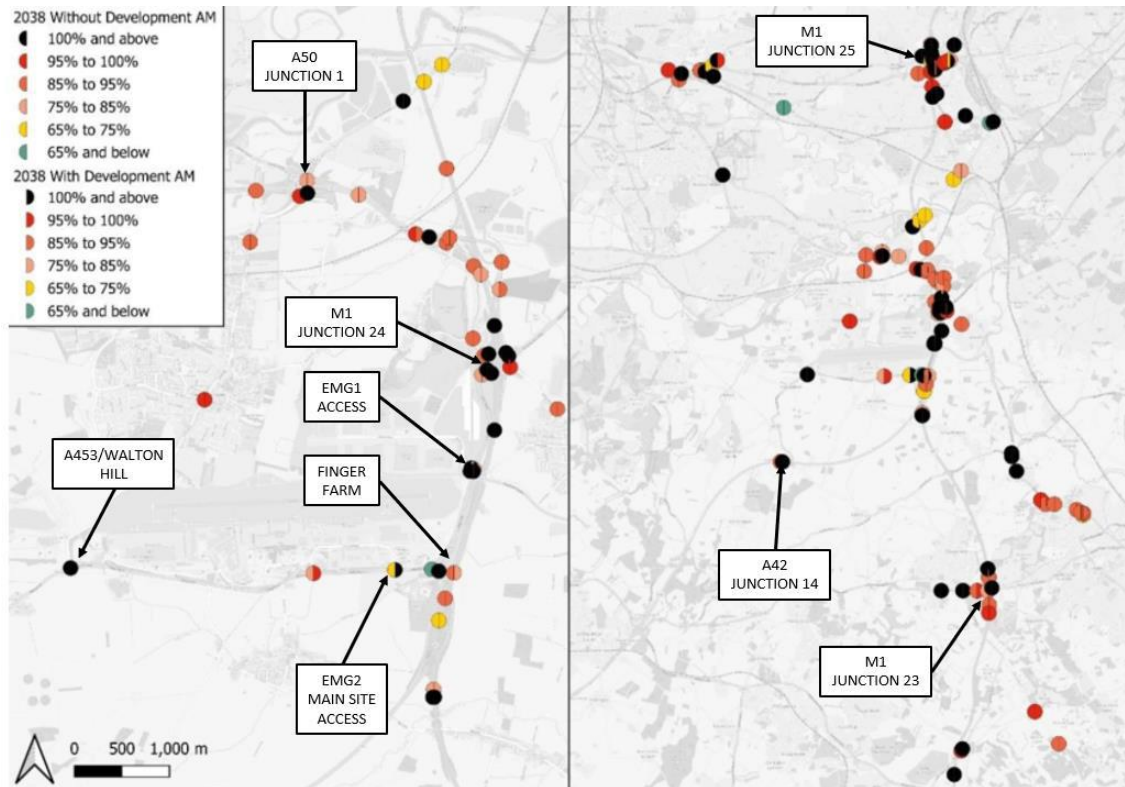 2038 Without Development AM
100% and above
95% to 100%
85% to 95%
75% to 85%
65% to 75%
65% and below
2038 With Development AM
100% and above
95% to 100%
85% to 95%
75% to 85%
65% to 75%
65% and below
A50
JUNCTION 1
M1
JUNCTION 24
EMG1
ACCESS
A453/WALTON
HILL
FINGER
FARM
EMG2
MAIN SITE
ACCESS
0 500 1,000 m
M1
JUNCTION 25
A42
JUNCTION 14
M1
JUNCTION 23